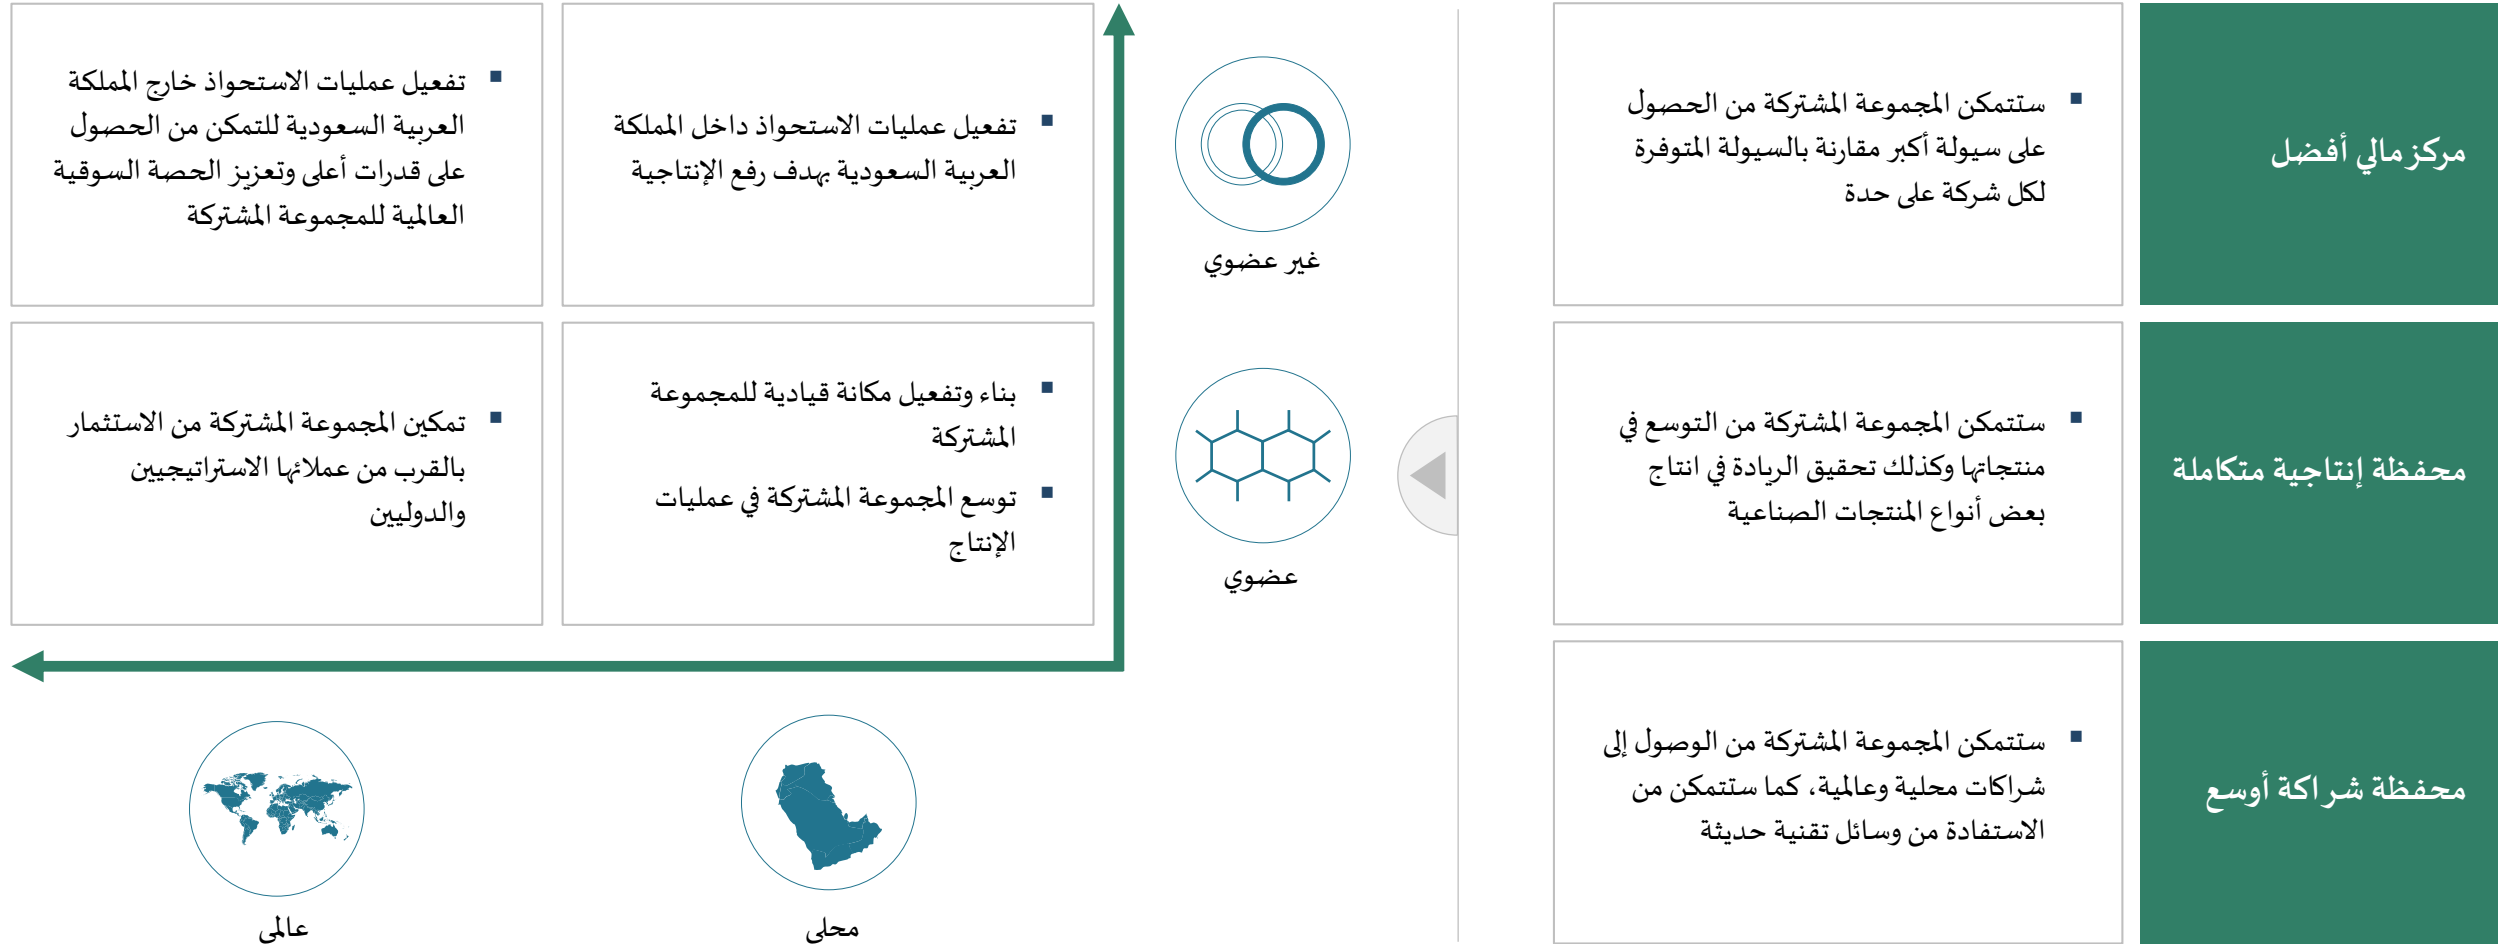 مركز مالي أفضل
ستتمكن المجموعة المشتركة من الحصول
على سيولة أكبر مقارنة بالسيولة المتوفرة
لكل شركة على حدة
محفظة إنتاجية متكاملة
ستتمكن المجموعة المشتركة من التوسع في
منتجاتها وكذلك تحقيق الريادة في انتاج
بعض أنواع المنتجات الصناعية
محفظة شراكة أوسع
ستتمكن المجموعة المشتركة من الوصول إلى
شراكات محلية وعالمية، كما ستتمكن من
الاستفادة من وسائل تقنية حديثة
غير عضوي
تفعيل عمليات الاستحواذ داخل المملكة
العربية السعودية بهدف رفع الإنتاجية
تفعيل عمليات الاستحواذ خارج المملكة
العربية السعودية للتمكن من الحصول
على قدرات أعلى وتعزيز الحصة السوقية
العالمية للمجموعة المشتركة
عضوي
بناء وتفعيل مكانة قيادية للمجموعة
المشتركة
توسع المجموعة المشتركة في عمليات
الإنتاج
تمكين المجموعة المشتركة من الاستثمار
بالقرب من عملائها الاستراتيجيين
والدوليين
محلى
عالمى